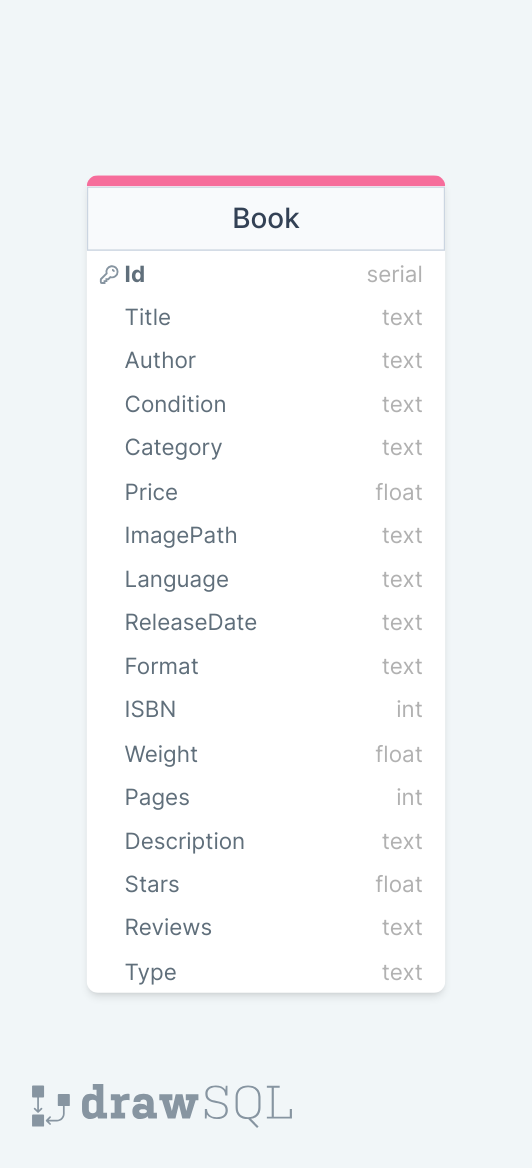 Book
Id serial
Title text
Author text
Condition text
Category text
Price float
ImagePath text
Language text
ReleaseDate text
Format text
ISBN int
Weight float
Pages int
Description text
Stars float
Reviews text
Type text
drawSQL